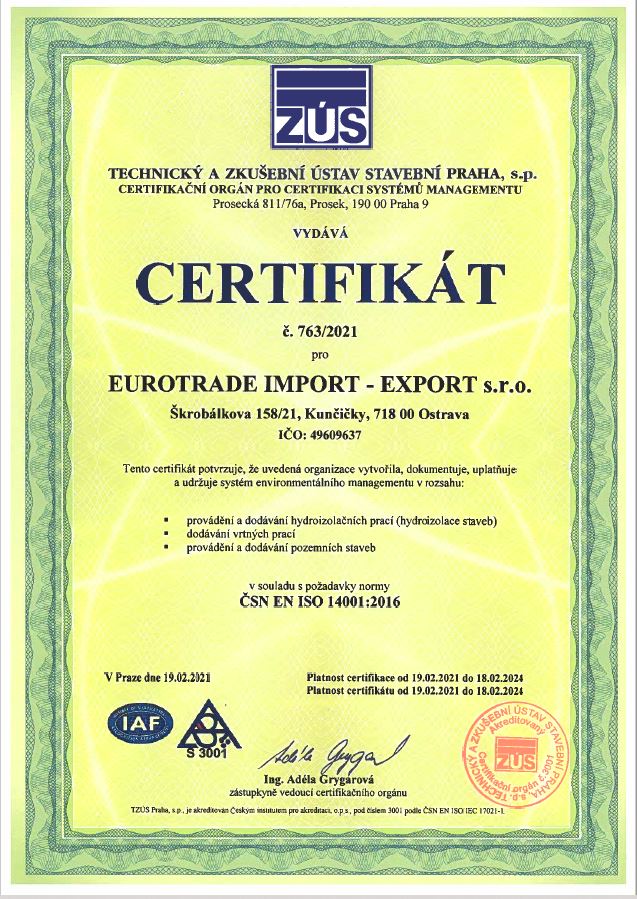 ZÚS
TECHNICKÝ A ZKUŠEBNÍ ÚSTAV STAVEBNÍ PRAHA, s.p.
CERTIFIKAČNÍ ORGÁN PRO CERTIFIKACI SYSTÉMŮ MANAGEMENTU
Prosecká 811/76a, Prosek, 190 00 Praha 9
VYDÁVÁ
CERTIFIKÁT
č. 763/2021
pro
EUROTRADE IMPORT - EXPORT s.r.o.
Škrobálkova 158/21, Kunčičky, 718 00 Ostrava
IČO: 49609637
Tento certifikát potvrzuje, že uvedená organizace vytvořila, dokumentuje, uplatňuje
a udržuje systém environmentálního managementu v rozsahu:
▪ provádění a dodávání hydroizolačních prací (hydroizolace staveb)
▪ dodávání vrtných prací
▪ provádění a dodávání pozemních staveb
v souladu s požadavky normy
ČSN EN ISO 14001:2016
V Praze dne 19.02.2021
Platnost certifikace od 19.02.2021 do 18.02.2024
Platnost certifikátu od 19.02.2021 do 18.02.2024
IAF
S 3001
Adéla Grygarová
Ing. Adéla Grygarová
zástupkyně vedoucí certifikačního orgánu
TECHNICKÝ A ZKUŠEBNÍ ÚSTAV STAVEBNÍ PRAHA, s.p.
Akreditovaný
ZÚS
Certifikační orgán č. 3001
TZÚS Praha, s.p., je akreditován Českým institutem pro akreditaci, o.p.s., pod číslem 3001 podle ČSN EN ISO IEC 17021-1.